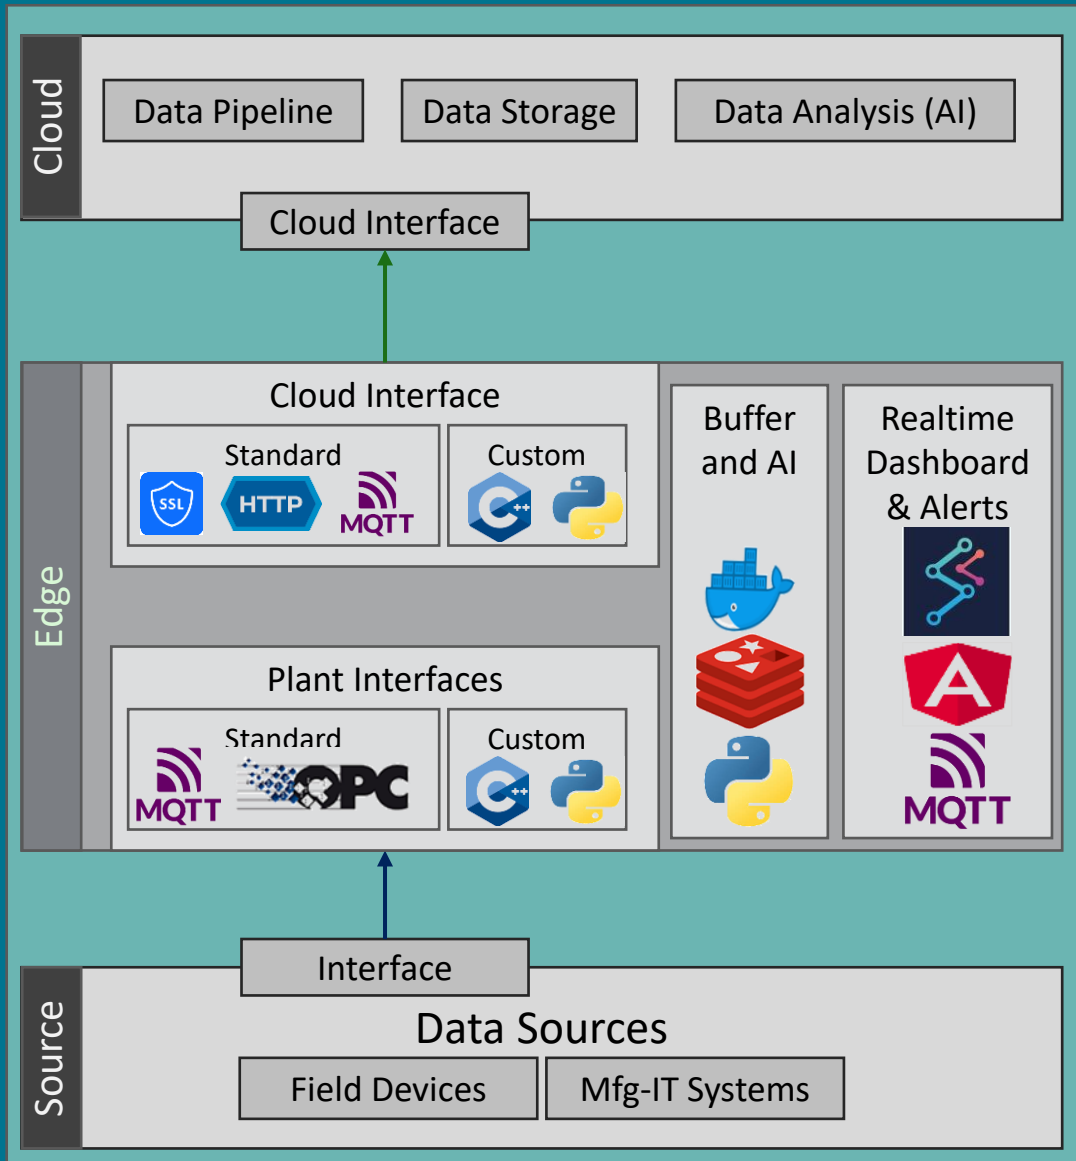 Cloud
Data Pipeline
Data Storage
Data Analysis (AI)
Cloud Interface
Edge
Cloud Interface
Standard
SSL
HTTP
MQTT
Custom
C++
Plant Interfaces
Standard
MQTT
OPC
Custom
C++
Buffer
and AI
Realtime
Dashboard
& Alerts
A
MQTT
Source
Interface
Data Sources
Field Devices
Mfg-IT Systems